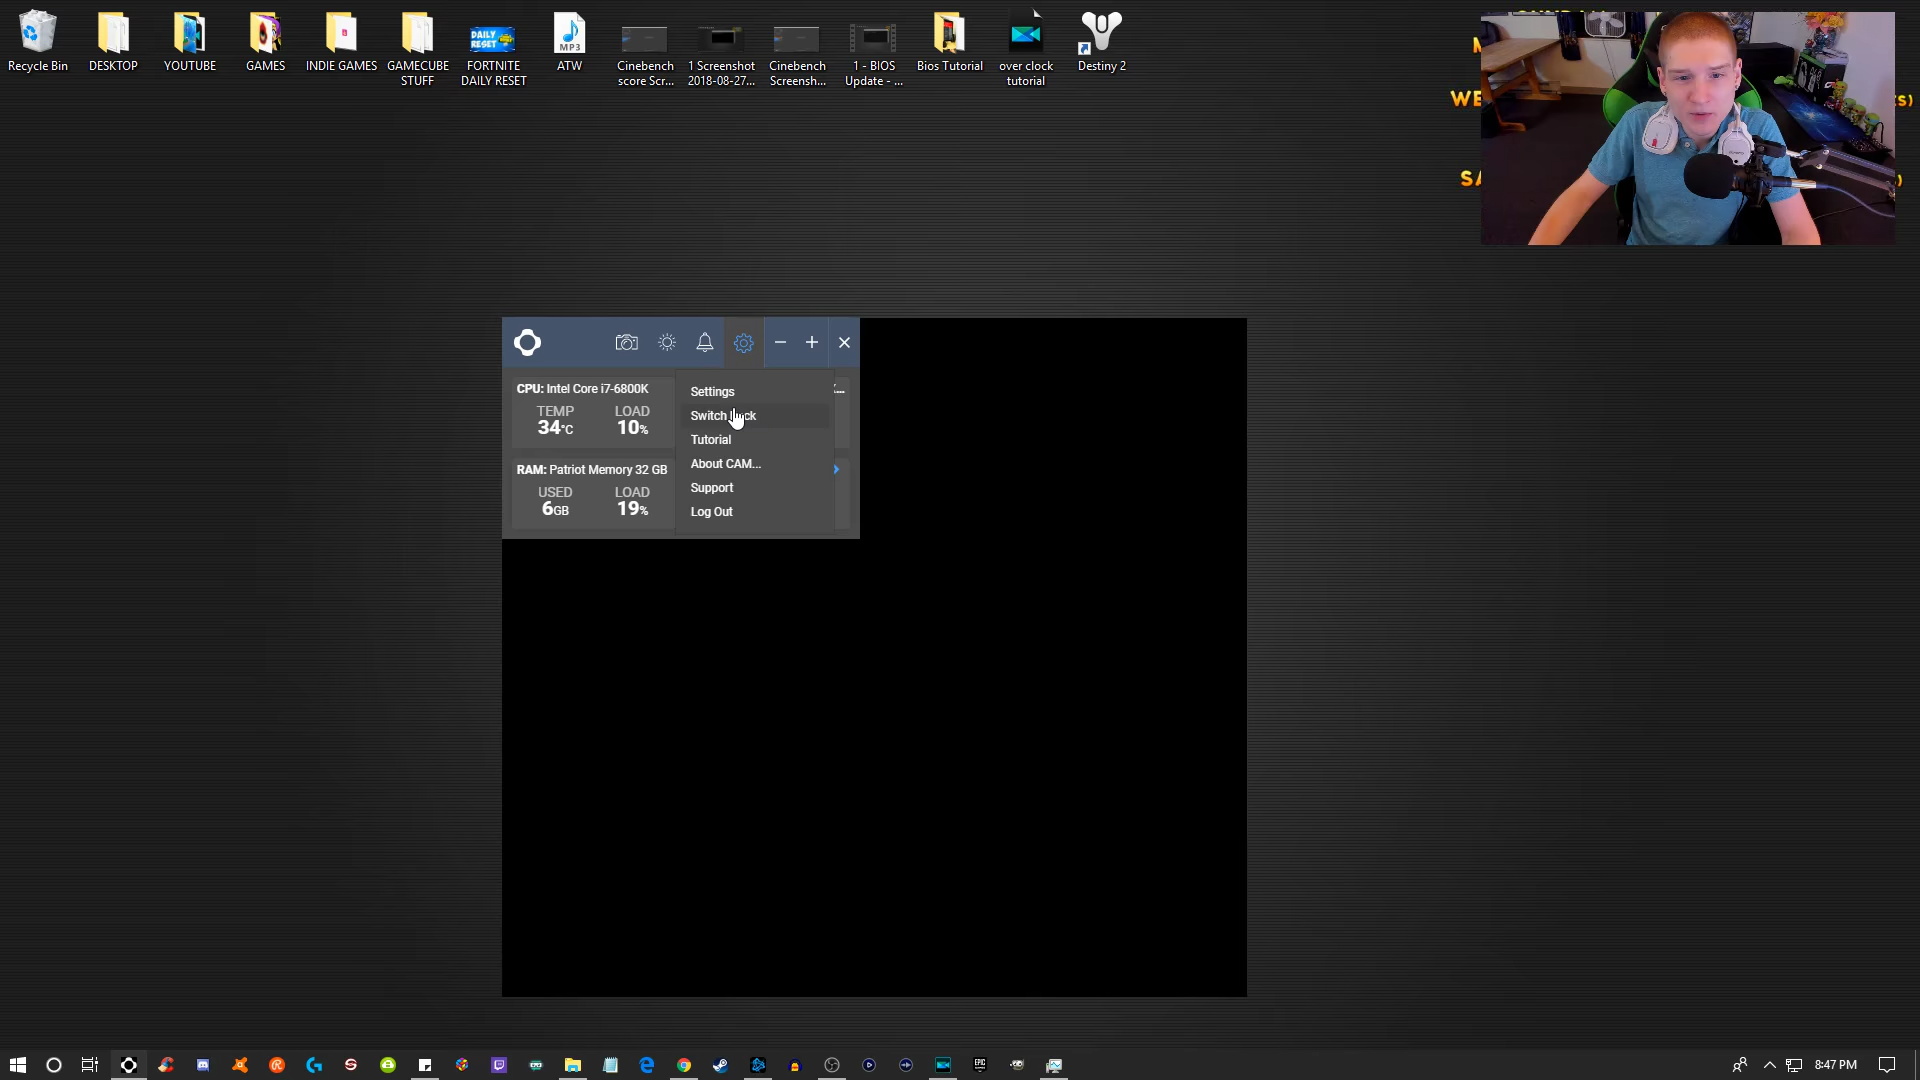 Recycle Bin
DESKTOP
YOUTUBE
GAMES
INDIE GAMES
GAMECUBE
STUFF
DAILY
RESET
FORTNITE
DAILY RESET
MP3
ATW
Cinebench
score Scr...
1 Screenshot
2018-08-27...
Cinebench
Screensh...
1 - BIOS
Update - ...
Bios Tutorial
over clock
tutorial
Destiny 2
CPU: Intel Core i7-6800K
TEMP
LOAD
34°C
10%
RAM: Patriot Memory 32 GB
USED
LOAD
6GB
19%
Settings
Tutorial
About CAM...
Support
Log Out
8:47 PM